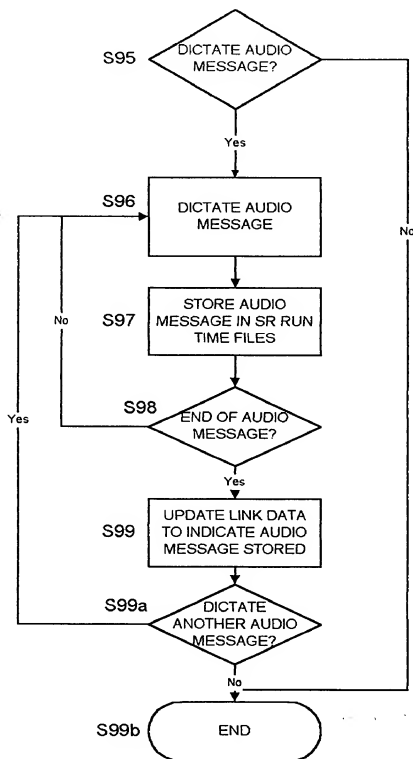 S95
DICTATE AUDIO
MESSAGE?
Yes
No
S96
DICTATE AUDIO
MESSAGE
S97
STORE AUDIO
MESSAGE IN SR RUN
TIME FILES
No
S98
END OF AUDIO
MESSAGE?
Yes
Yes
S99
UPDATE LINK DATA
TO INDICATE AUDIO
MESSAGE STORED
S99a
DICTATE
ANOTHER AUDIO
MESSAGE?
No
S99b
END